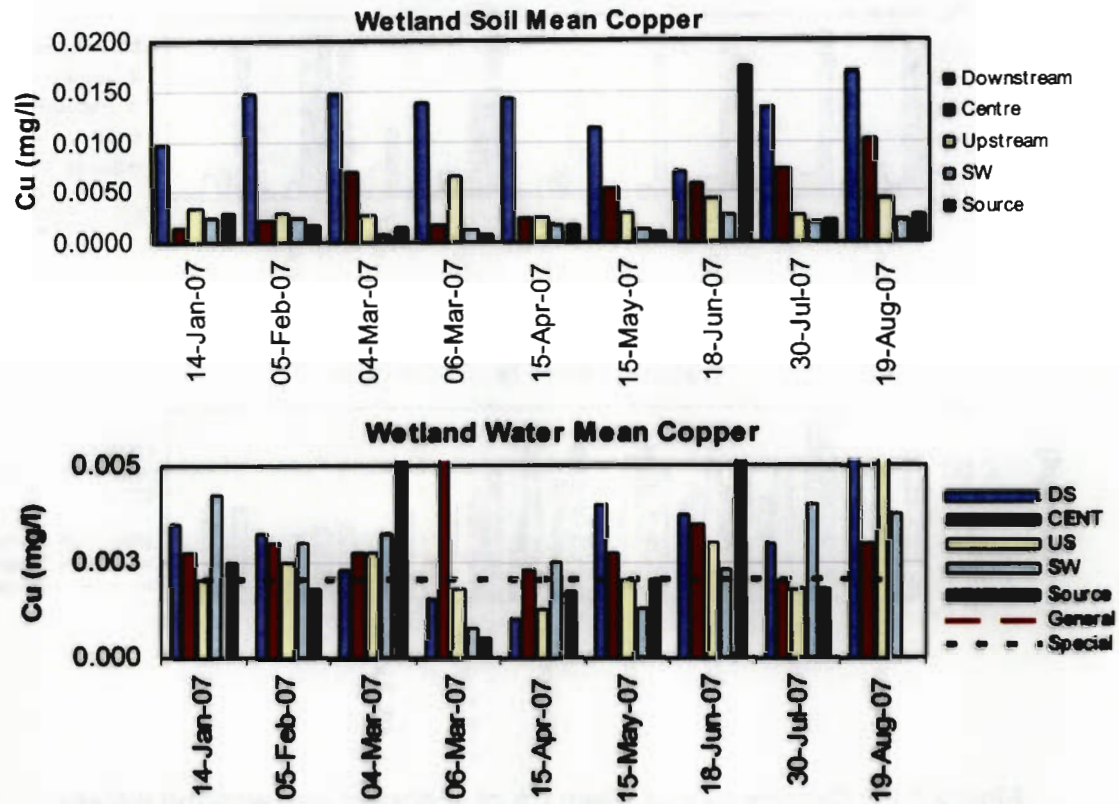 Wetland Soil Mean Copper
Cu (mg/l)
0.0200
0.0150
0.0100
0.0050
0.0000
14-Jan-07
05-Feb-07
04-Mar-07
06-Mar-07
15-Apr-07
15-May-07
18-Jun-07
30-Jul-07
19-Aug-07
Downstream
Centre
Upstream
SW
Source
Wetland Water Mean Copper
Cu (mg/l)
0.005
0.003
0.000
14-Jan-07
05-Feb-07
04-Mar-07
06-Mar-07
15-Apr-07
15-May-07
18-Jun-07
30-Jul-07
19-Aug-07
DS
CENT
US
SW
Source
General
Special